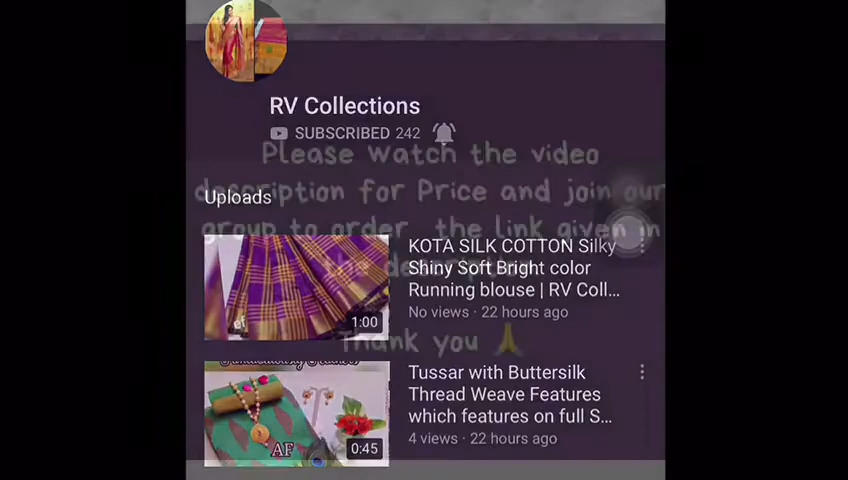 RV Collections
SUBSCRIBED 242
Please watch the video
description for Price and join our
group to order the link given in
the description
Thank you 🙏
Uploads
KOTA SILK COTTON Silky
Shiny Soft Bright color
Running blouse | RV Coll...
No views · 22 hours ago
1:00
Tussar with Buttersilk
Thread Weave Features
which features on full S...
4 views · 22 hours ago
AF
0:45